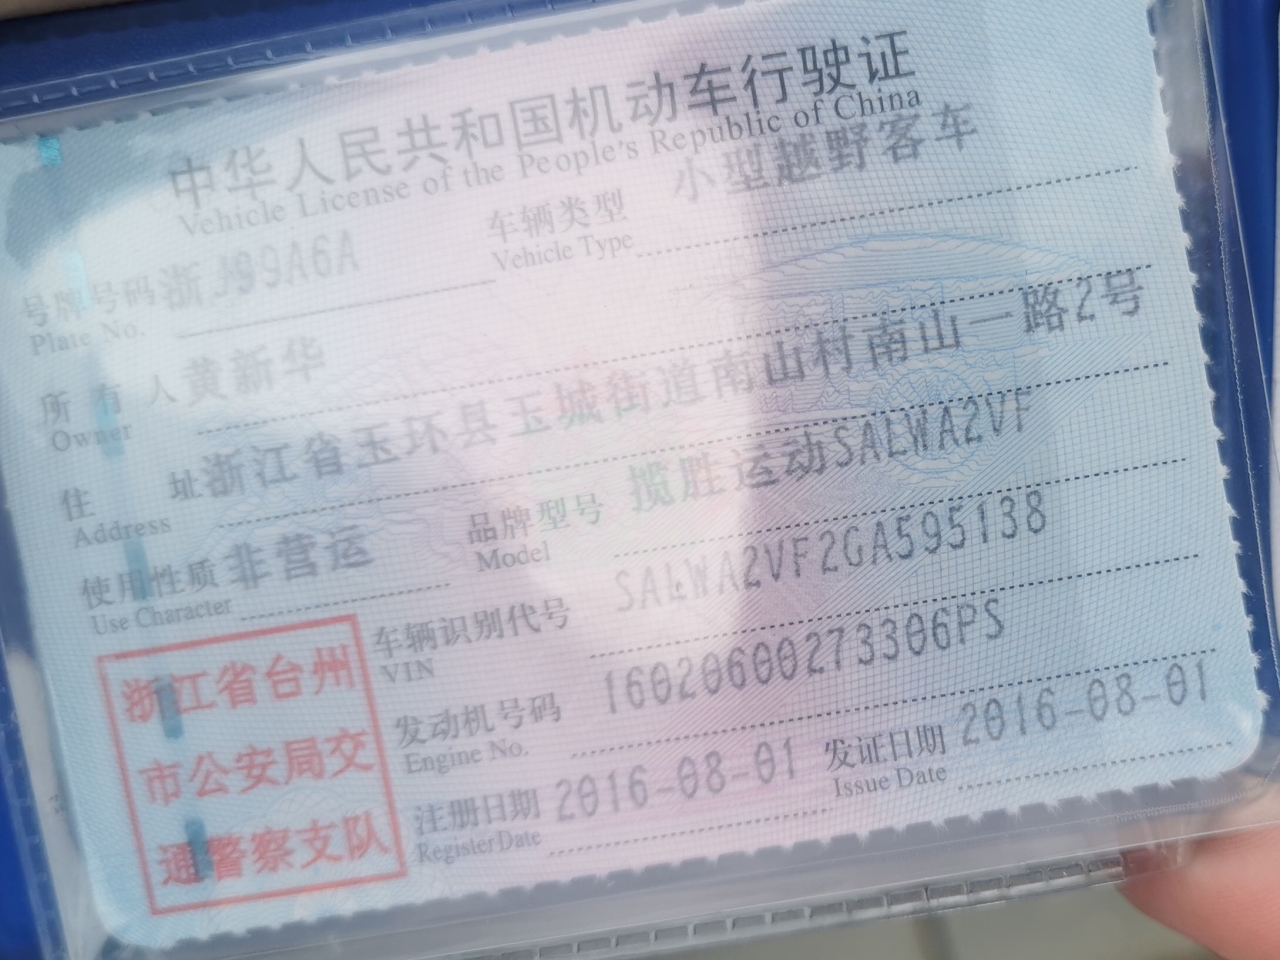 中华人民共和国机动车行驶证
Vehicle License of the People's Republic of China
号牌号码 浙J99A6A 车辆类型 小型越野客车
Plate No. Vehicle Type
所有人 黄新华
Owner
住址 浙江省玉环县玉城街道南山村南山一路2号
Address
使用性质 非营运 品牌型号 揽胜运动SALWA2VF
Use Character Model
车辆识别代号 SALWA2VF2GA595138
VIN
发动机号码 16020600273306PS
Engine No.
注册日期 2016-08-01 发证日期 2016-08-01
Register Date Issue Date
浙江省台州
市公安局交
通警察支队